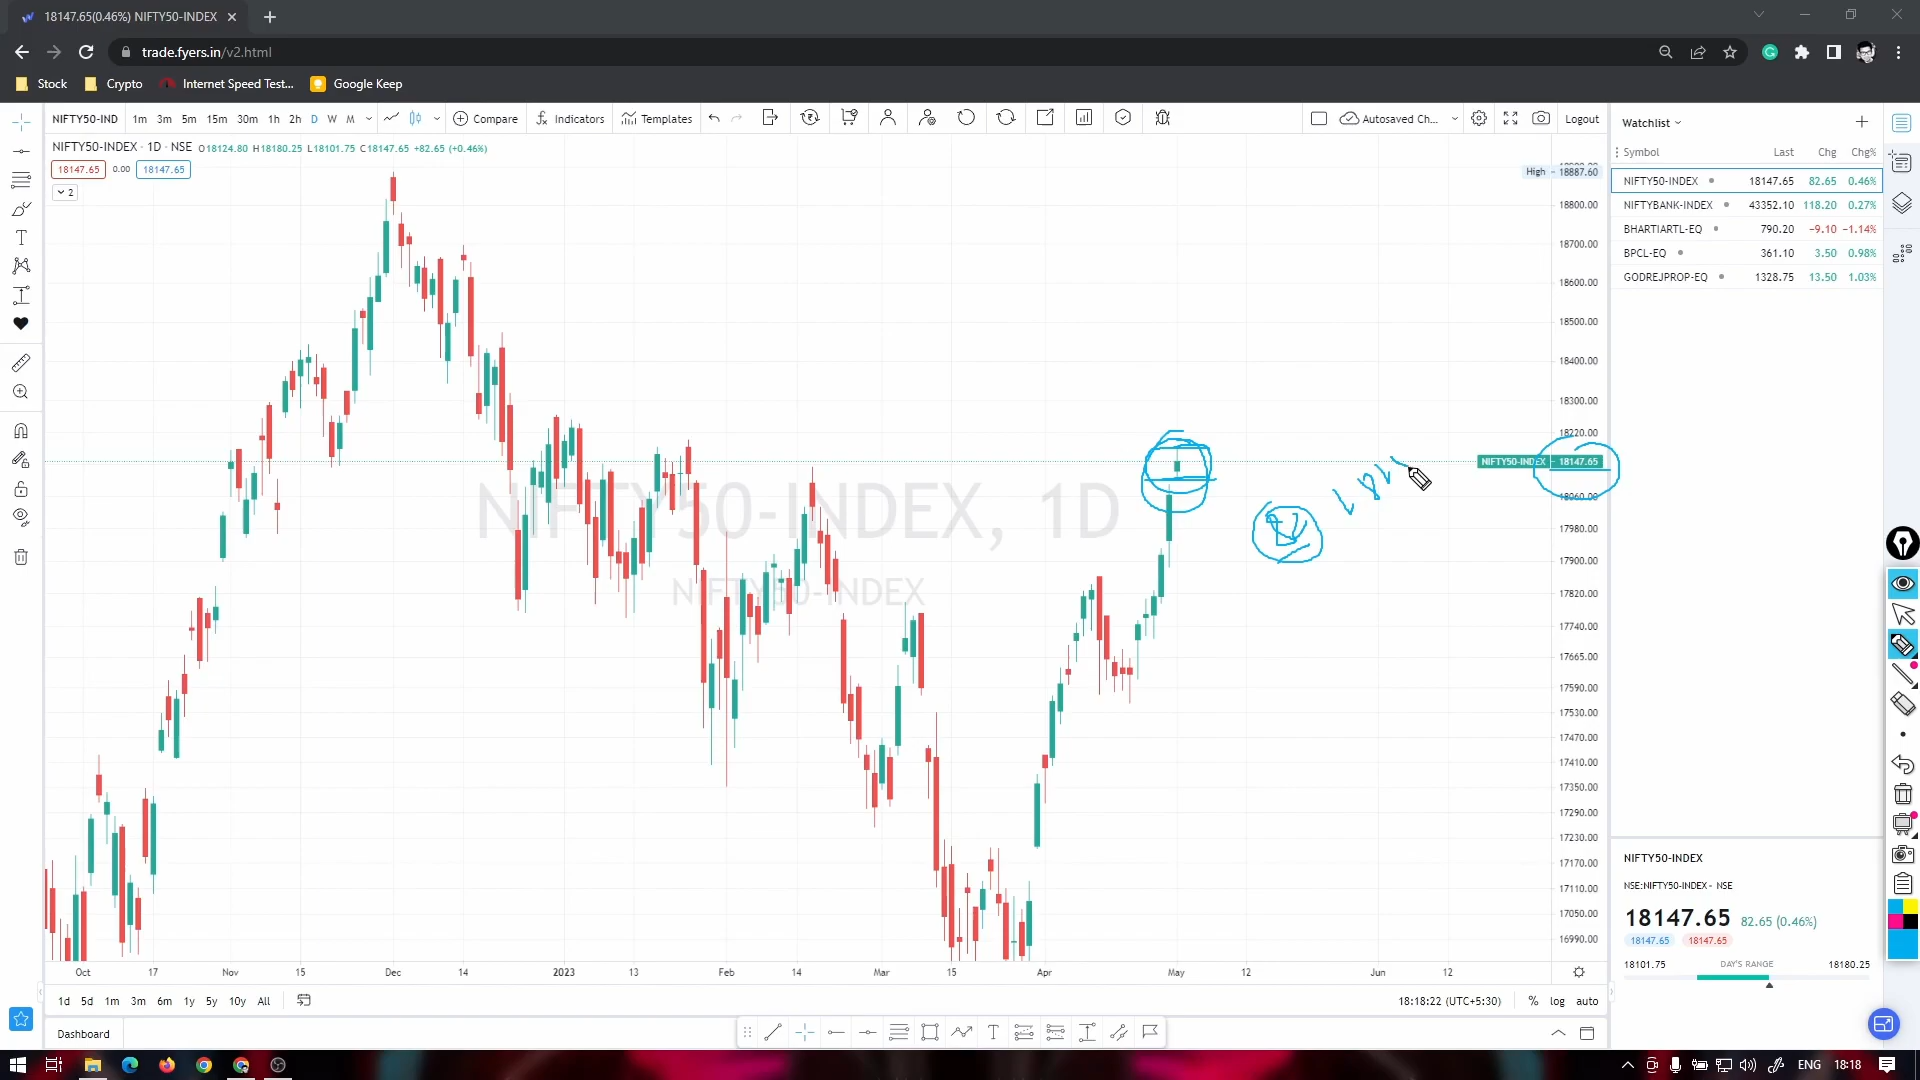 18147.65(0.46%) NIFTY50-INDEX
trade.fyers.in/v2.html
Stock Crypto Internet Speed Test... Google Keep
NIFTY50-IND 1m 3m 5m 15m 30m 1h 2h D W M Compare Indicators Templates Autosaved Ch... Logout
NIFTY50-INDEX · 1D · NSE O18124.80 H18180.25 L18101.75 C18147.65 +82.65 (+0.46%)
18147.65 0.00 18147.65
2
High 18887.60
18800.00
18700.00
18600.00
18500.00
18400.00
18300.00
18220.00
NIFTY50-INDEX 18147.65
18060.00
17980.00
17900.00
17820.00
17740.00
17665.00
17590.00
17530.00
17470.00
17410.00
17350.00
17290.00
17230.00
17170.00
17110.00
17050.00
16990.00
NIFTY50-INDEX, 1D
NIFTY50-INDEX
Oct 17 Nov 15 Dec 14 2023 13 Feb 14 Mar 15 Apr May 12 Jun 12
1d 5d 1m 3m 6m 1y 5y 10y All 18:18:22 (UTC+5:30) % log auto
Dashboard
Watchlist
Symbol Last Chg Chg%
NIFTY50-INDEX 18147.65 82.65 0.46%
NIFTYBANK-INDEX 43352.10 118.20 0.27%
BHARTIARTL-EQ 790.20 -9.10 -1.14%
BPCL-EQ 361.10 3.50 0.98%
GODREJPROP-EQ 1328.75 13.50 1.03%
NIFTY50-INDEX
NSE:NIFTY50-INDEX - NSE
18147.65 82.65 (0.46%)
18147.65 18147.65
18101.75 DAY'S RANGE 18180.25
ENG 18:18